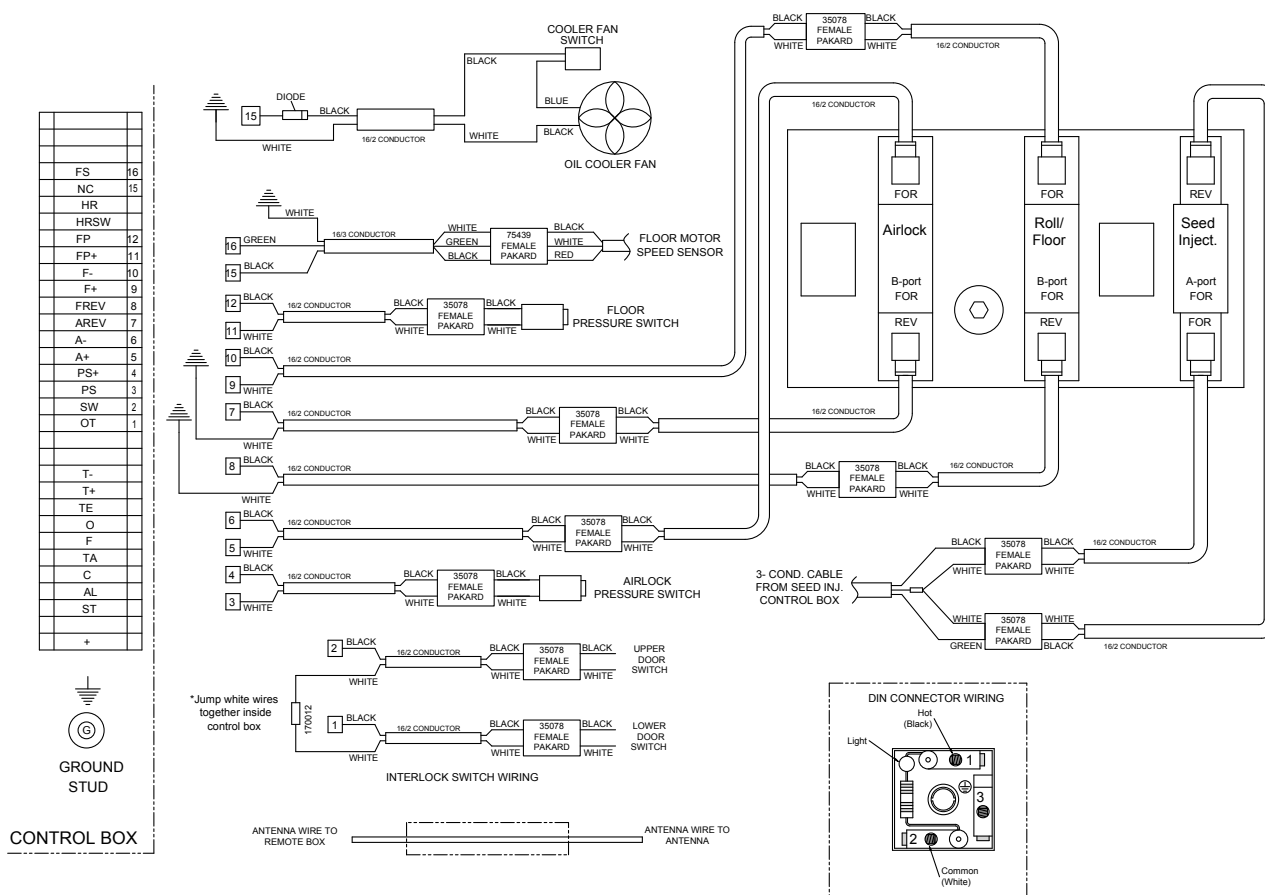 FS 16
NC 15
HR
HRSW
FP 12
FP+ 11
F- 10
F+ 9
FREV 8
AREV 7
A- 6
A+ 5
PS+ 4
PS 3
SW 2
OT 1
T-
T+
TE
O
F
TA
C
AL
ST
+
G
GROUND
STUD
CONTROL BOX
COOLER FAN
SWITCH
BLACK
DIODE
15
BLACK
16/2 CONDUCTOR
WHITE
BLUE
WHITE
BLACK
OIL COOLER FAN
WHITE
16 GREEN
15 BLACK
16/3 CONDUCTOR
WHITE
GREEN
BLACK
75439
FEMALE
PAKARD
BLACK
WHITE
RED
FLOOR MOTOR
SPEED SENSOR
12 BLACK
11 WHITE
16/2 CONDUCTOR
BLACK
WHITE
35078
FEMALE
PAKARD
BLACK
WHITE
FLOOR
PRESSURE SWITCH
10 BLACK
9 WHITE
16/2 CONDUCTOR
BLACK
WHITE
35078
FEMALE
PAKARD
BLACK
WHITE
16/2 CONDUCTOR
7 BLACK
WHITE
16/2 CONDUCTOR
BLACK
WHITE
35078
FEMALE
PAKARD
BLACK
WHITE
16/2 CONDUCTOR
8 BLACK
WHITE
16/2 CONDUCTOR
BLACK
WHITE
35078
FEMALE
PAKARD
BLACK
WHITE
16/2 CONDUCTOR
6 BLACK
5 WHITE
16/2 CONDUCTOR
BLACK
WHITE
35078
FEMALE
PAKARD
BLACK
WHITE
16/2 CONDUCTOR
4 BLACK
3 WHITE
16/2 CONDUCTOR
BLACK
WHITE
35078
FEMALE
PAKARD
BLACK
WHITE
AIRLOCK
PRESSURE SWITCH
2 BLACK
WHITE
16/2 CONDUCTOR
BLACK
WHITE
35078
FEMALE
PAKARD
BLACK
WHITE
UPPER
DOOR
SWITCH
*Jump white wires
together inside
control box
170012
1 BLACK
WHITE
16/2 CONDUCTOR
BLACK
WHITE
35078
FEMALE
PAKARD
BLACK
WHITE
LOWER
DOOR
SWITCH
INTERLOCK SWITCH WIRING
ANTENNA WIRE TO
REMOTE BOX
ANTENNA WIRE TO
ANTENNA
FOR
Airlock
B-port
FOR
REV
FOR
Roll/
Floor
B-port
FOR
REV
REV
Seed
Inject.
A-port
FOR
FOR
3- COND. CABLE
FROM SEED INJ.
CONTROL BOX
BLACK
WHITE
35078
FEMALE
PAKARD
BLACK
WHITE
16/2 CONDUCTOR
WHITE
GREEN
35078
FEMALE
PAKARD
WHITE
BLACK
16/2 CONDUCTOR
DIN CONNECTOR WIRING
Hot
(Black)
Light
1
3
2
Common
(White)